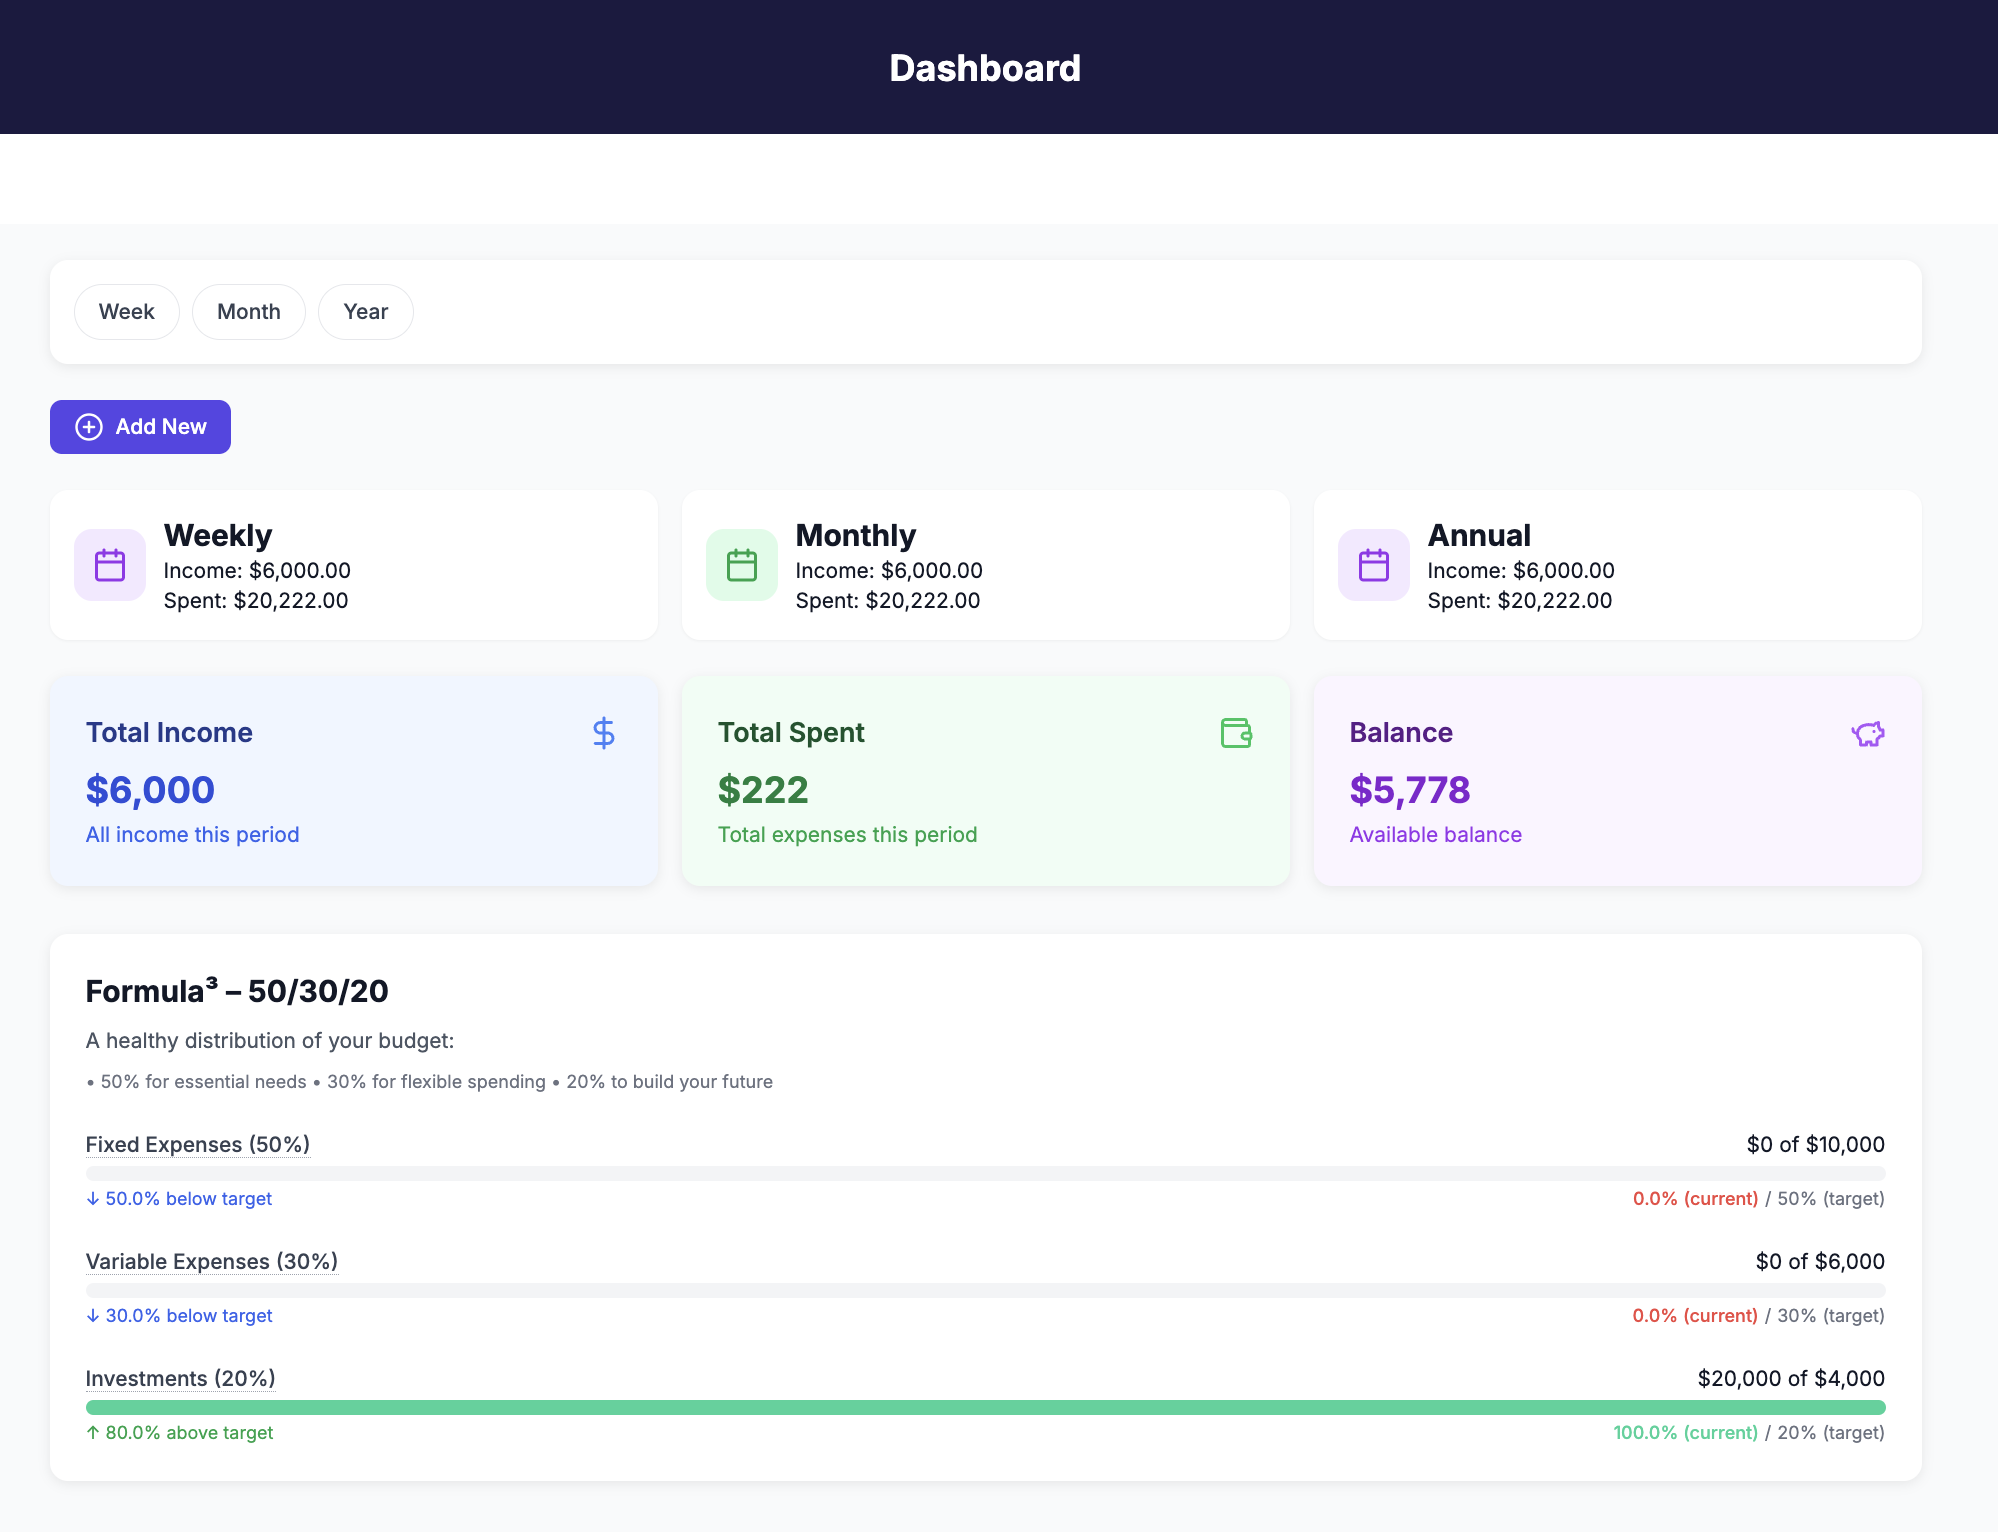 Dashboard
Week Month Year
Add New
Weekly
Income: $6,000.00
Spent: $20,222.00
Monthly
Income: $6,000.00
Spent: $20,222.00
Annual
Income: $6,000.00
Spent: $20,222.00
Total Income
$6,000
All income this period
Total Spent
$222
Total expenses this period
Balance
$5,778
Available balance
Formula³ – 50/30/20
A healthy distribution of your budget:
• 50% for essential needs • 30% for flexible spending • 20% to build your future
Fixed Expenses (50%) $0 of $10,000
↓ 50.0% below target 0.0% (current) / 50% (target)
Variable Expenses (30%) $0 of $6,000
↓ 30.0% below target 0.0% (current) / 30% (target)
Investments (20%) $20,000 of $4,000
↑ 80.0% above target 100.0% (current) / 20% (target)